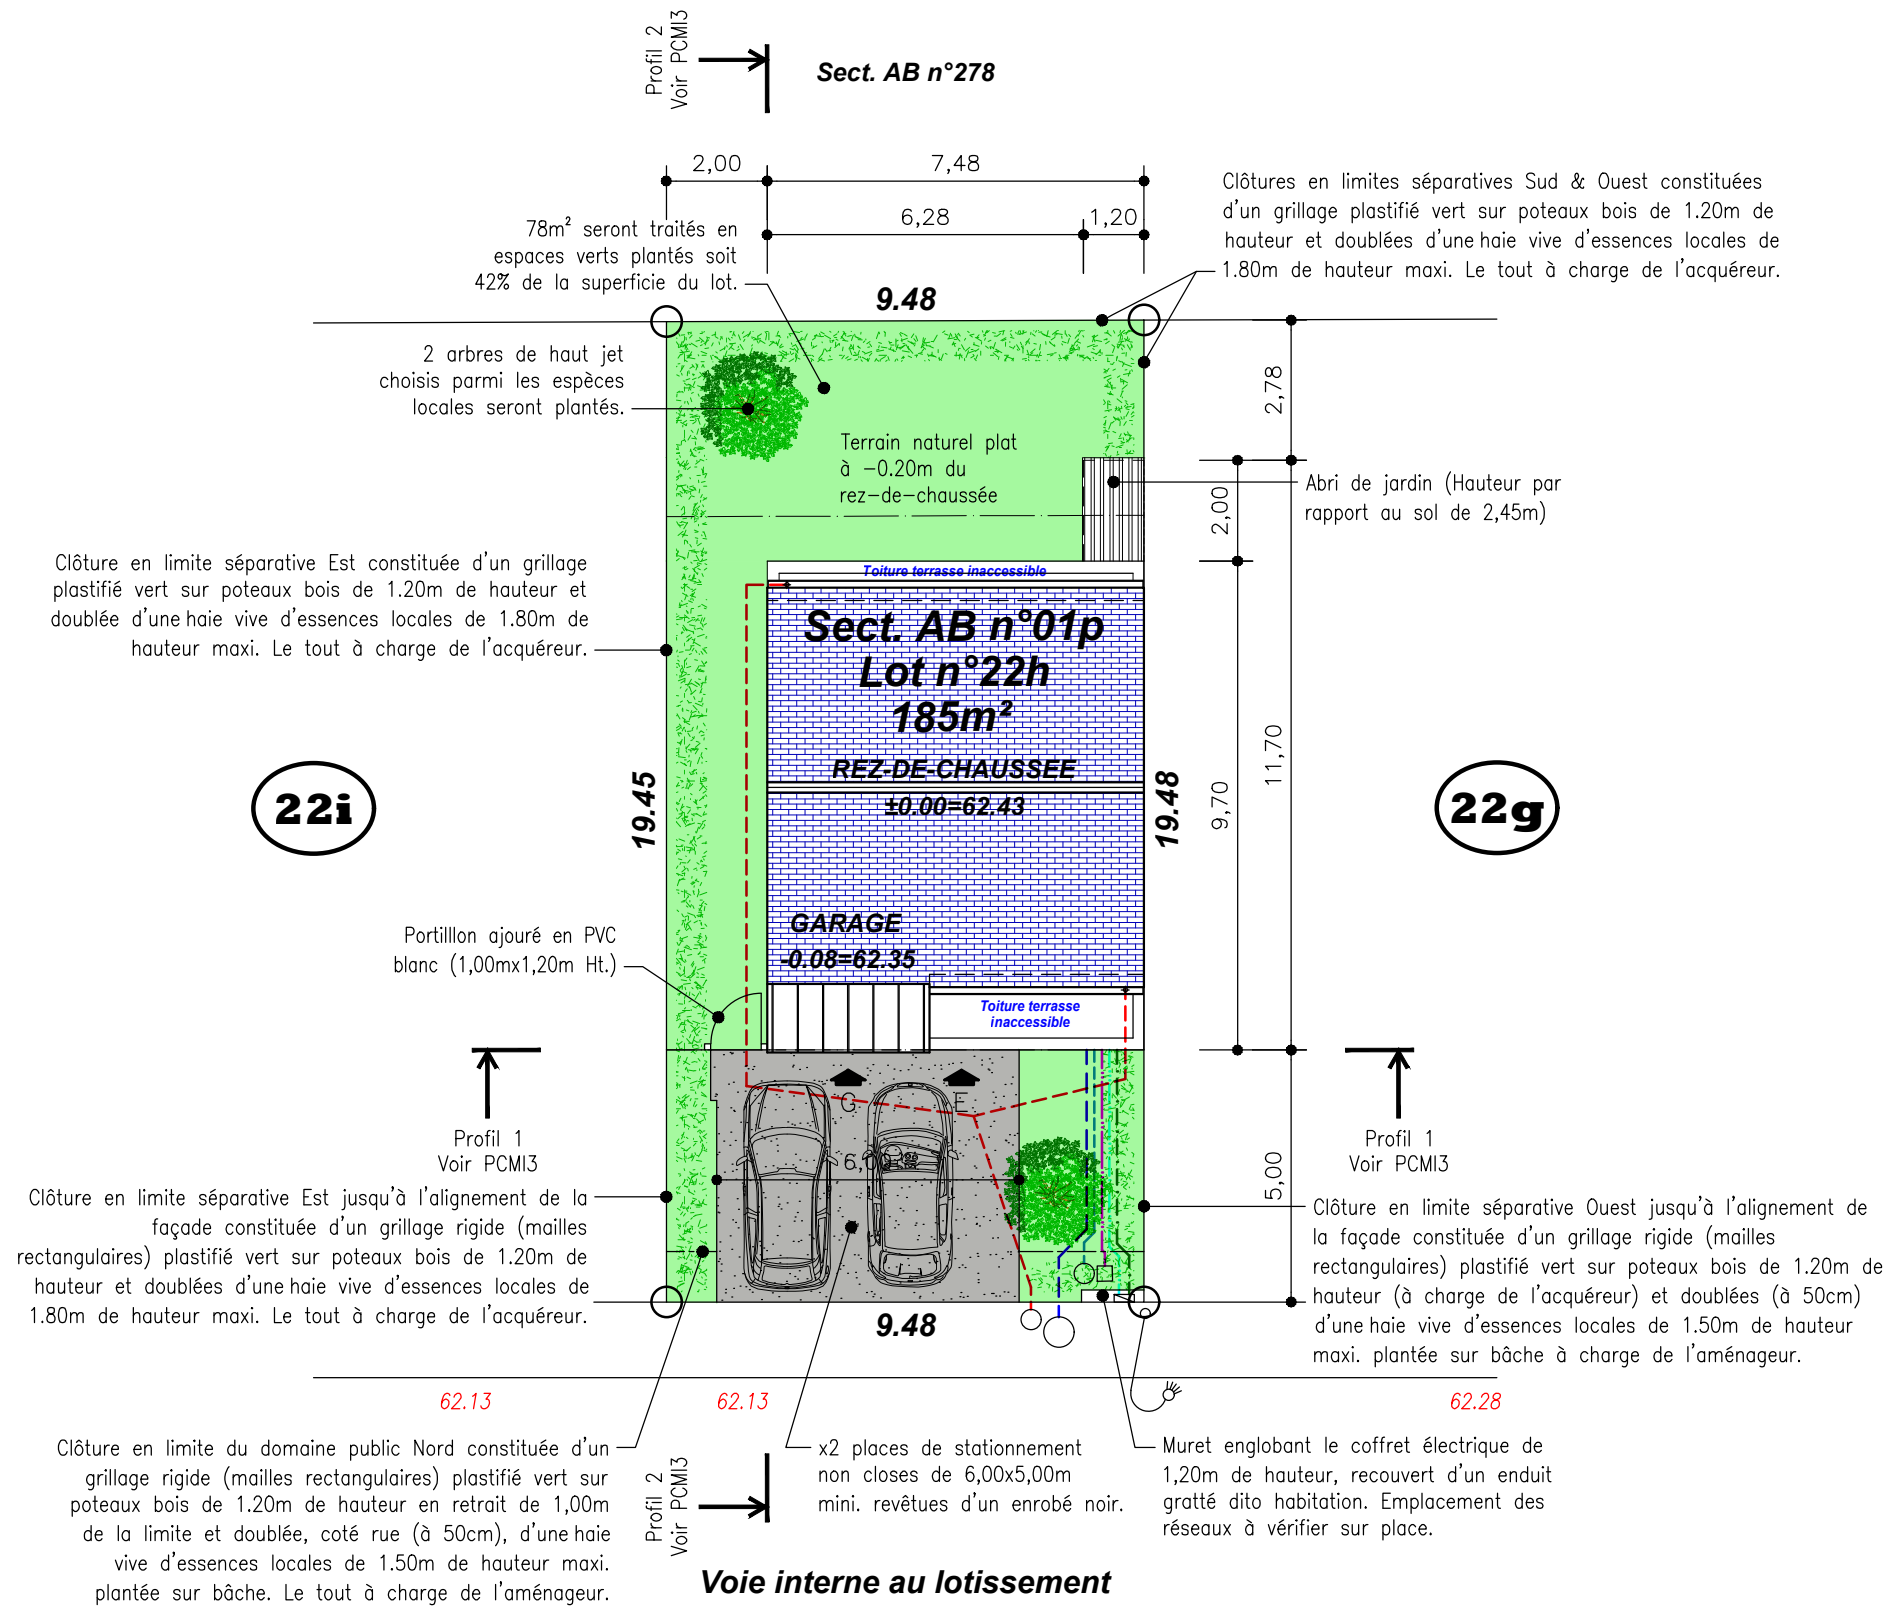 Profil 2
Voir PCMI3
Sect. AB n°278
2,00
7,48
6,28
1,20
Clôtures en limites séparatives Sud & Ouest constituées
d'un grillage plastifié vert sur poteaux bois de 1.20m de
hauteur et doublées d'une haie vive d'essences locales de
1.80m de hauteur maxi. Le tout à charge de l'acquéreur.
78m² seront traités en
espaces verts plantés soit
42% de la superficie du lot.
9.48
2 arbres de haut jet
choisis parmi les espèces
locales seront plantés.
2,78
Terrain naturel plat
à -0.20m du
rez-de-chaussée
2,00
Abri de jardin (Hauteur par
rapport au sol de 2,45m)
Clôture en limite séparative Est constituée d'un grillage
plastifié vert sur poteaux bois de 1.20m de hauteur et
doublée d'une haie vive d'essences locales de 1.80m de
hauteur maxi. Le tout à charge de l'acquéreur.
Toiture terrasse inaccessible
Sect. AB n°01p
Lot n°22h
185m²
REZ-DE-CHAUSSEE
±0.00=62.43
22i
19.45
19.48
9,70
11,70
22g
GARAGE
-0.08=62.35
Portilllon ajouré en PVC
blanc (1,00mx1,20m Ht.)
Toiture terrasse
inaccessible
G
E
Profil 1
Voir PCMI3
Profil 1
Voir PCMI3
5,00
Clôture en limite séparative Est jusqu'à l'alignement de la
façade constituée d'un grillage rigide (mailles
rectangulaires) plastifié vert sur poteaux bois de 1.20m de
hauteur et doublées d'une haie vive d'essences locales de
1.80m de hauteur maxi. Le tout à charge de l'acquéreur.
Clôture en limite séparative Ouest jusqu'à l'alignement de
la façade constituée d'un grillage rigide (mailles
rectangulaires) plastifié vert sur poteaux bois de 1.20m de
hauteur (à charge de l'acquéreur) et doublées (à 50cm)
d'une haie vive d'essences locales de 1.50m de hauteur
maxi. plantée sur bâche à charge de l'aménageur.
9.48
62.13
62.13
62.28
Clôture en limite du domaine public Nord constituée d'un
grillage rigide (mailles rectangulaires) plastifié vert sur
poteaux bois de 1.20m de hauteur en retrait de 1,00m
de la limite et doublée, coté rue (à 50cm), d'une haie
vive d'essences locales de 1.50m de hauteur maxi.
plantée sur bâche. Le tout à charge de l'aménageur.
Profil 2
Voir PCMI3
x2 places de stationnement
non closes de 6,00x5,00m
mini. revêtues d'un enrobé noir.
Muret englobant le coffret électrique de
1,20m de hauteur, recouvert d'un enduit
gratté dito habitation. Emplacement des
réseaux à vérifier sur place.
Voie interne au lotissement